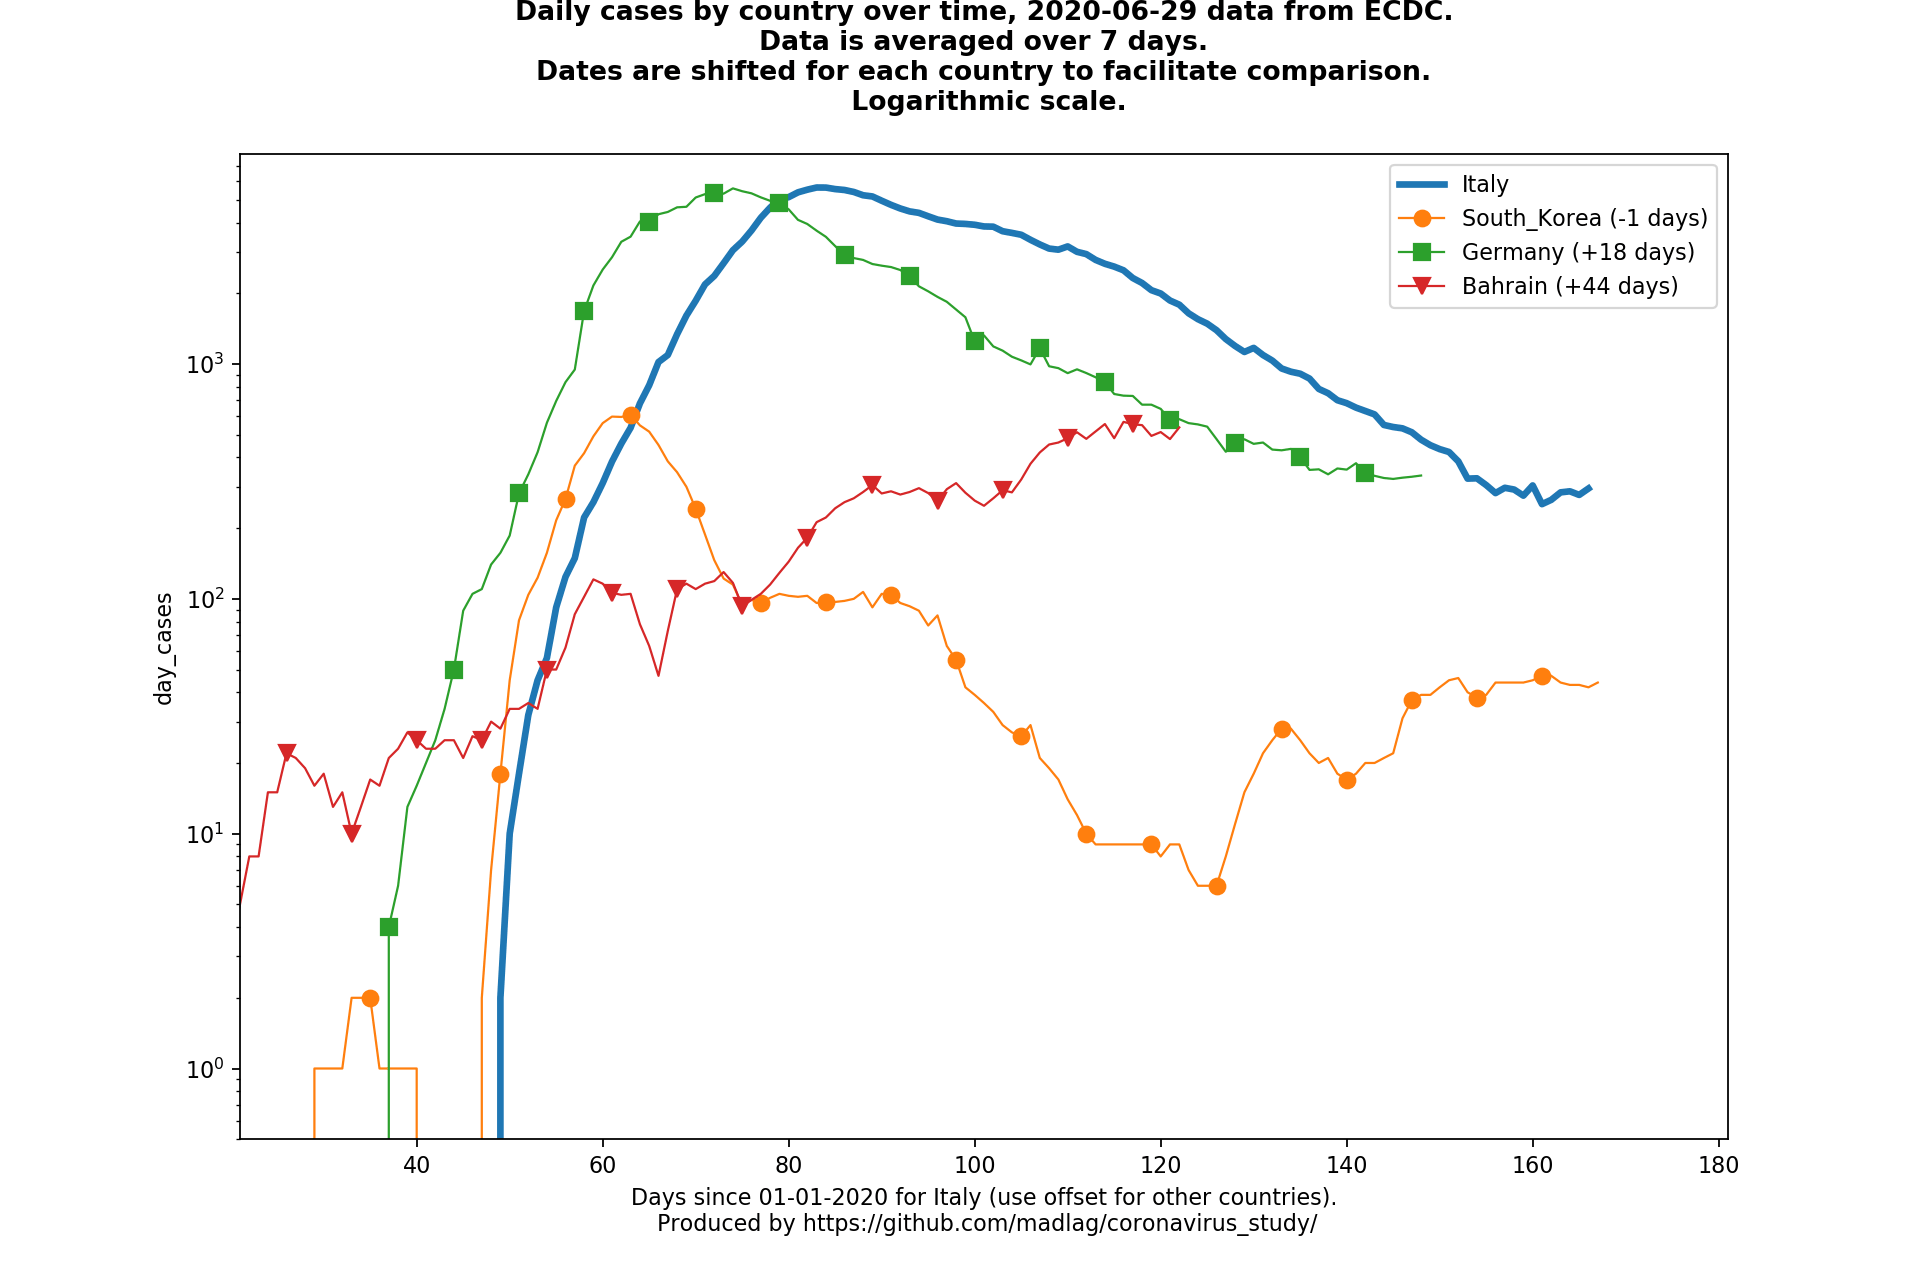 Daily cases by country over time, 2020-06-29 data from ECDC.
Data is averaged over 7 days.
Dates are shifted for each country to facilitate comparison.
Logarithmic scale.
Italy
South_Korea (-1 days)
Germany (+18 days)
Bahrain (+44 days)
day_cases
10³
10²
10¹
10⁰
40 60 80 100 120 140 160 180
Days since 01-01-2020 for Italy (use offset for other countries).
Produced by https://github.com/madlag/coronavirus_study/